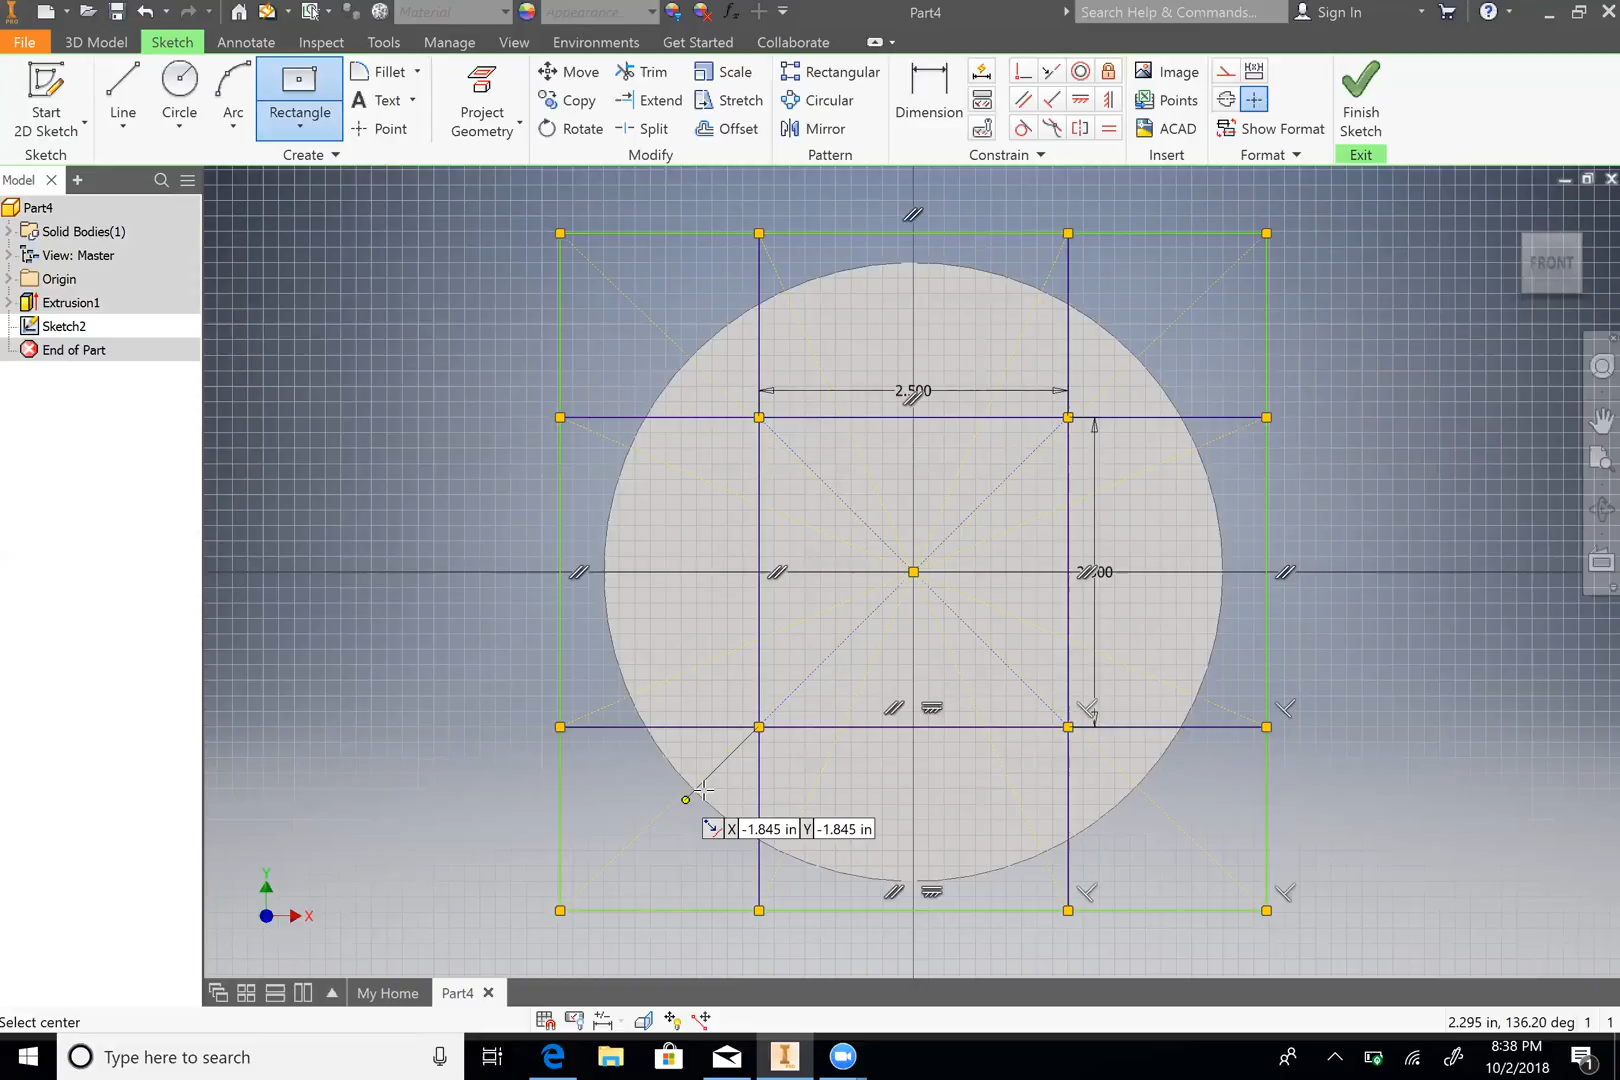 PRO
Material
Appearance
fx
Part4
Search Help & Commands...
Sign In
File
3D Model
Sketch
Annotate
Inspect
Tools
Manage
View
Environments
Get Started
Collaborate
Start
2D Sketch
Line
Circle
Arc
Rectangle
Fillet
Text
Point
Project
Geometry
Move
Copy
Rotate
Trim
Extend
Split
Scale
Stretch
Offset
Rectangular
Circular
Mirror
Dimension
Image
Points
ACAD
Show Format
Finish
Sketch
Sketch
Create
Modify
Pattern
Constrain
Insert
Format
Exit
Model
Part4
Solid Bodies(1)
View: Master
Origin
Extrusion1
Sketch2
End of Part
FRONT
2.500
X -1.845 in Y -1.845 in
Y
X
My Home
Part4
Select center
2.295 in, 136.20 deg 1 1
Type here to search
8:38 PM
10/2/2018
1